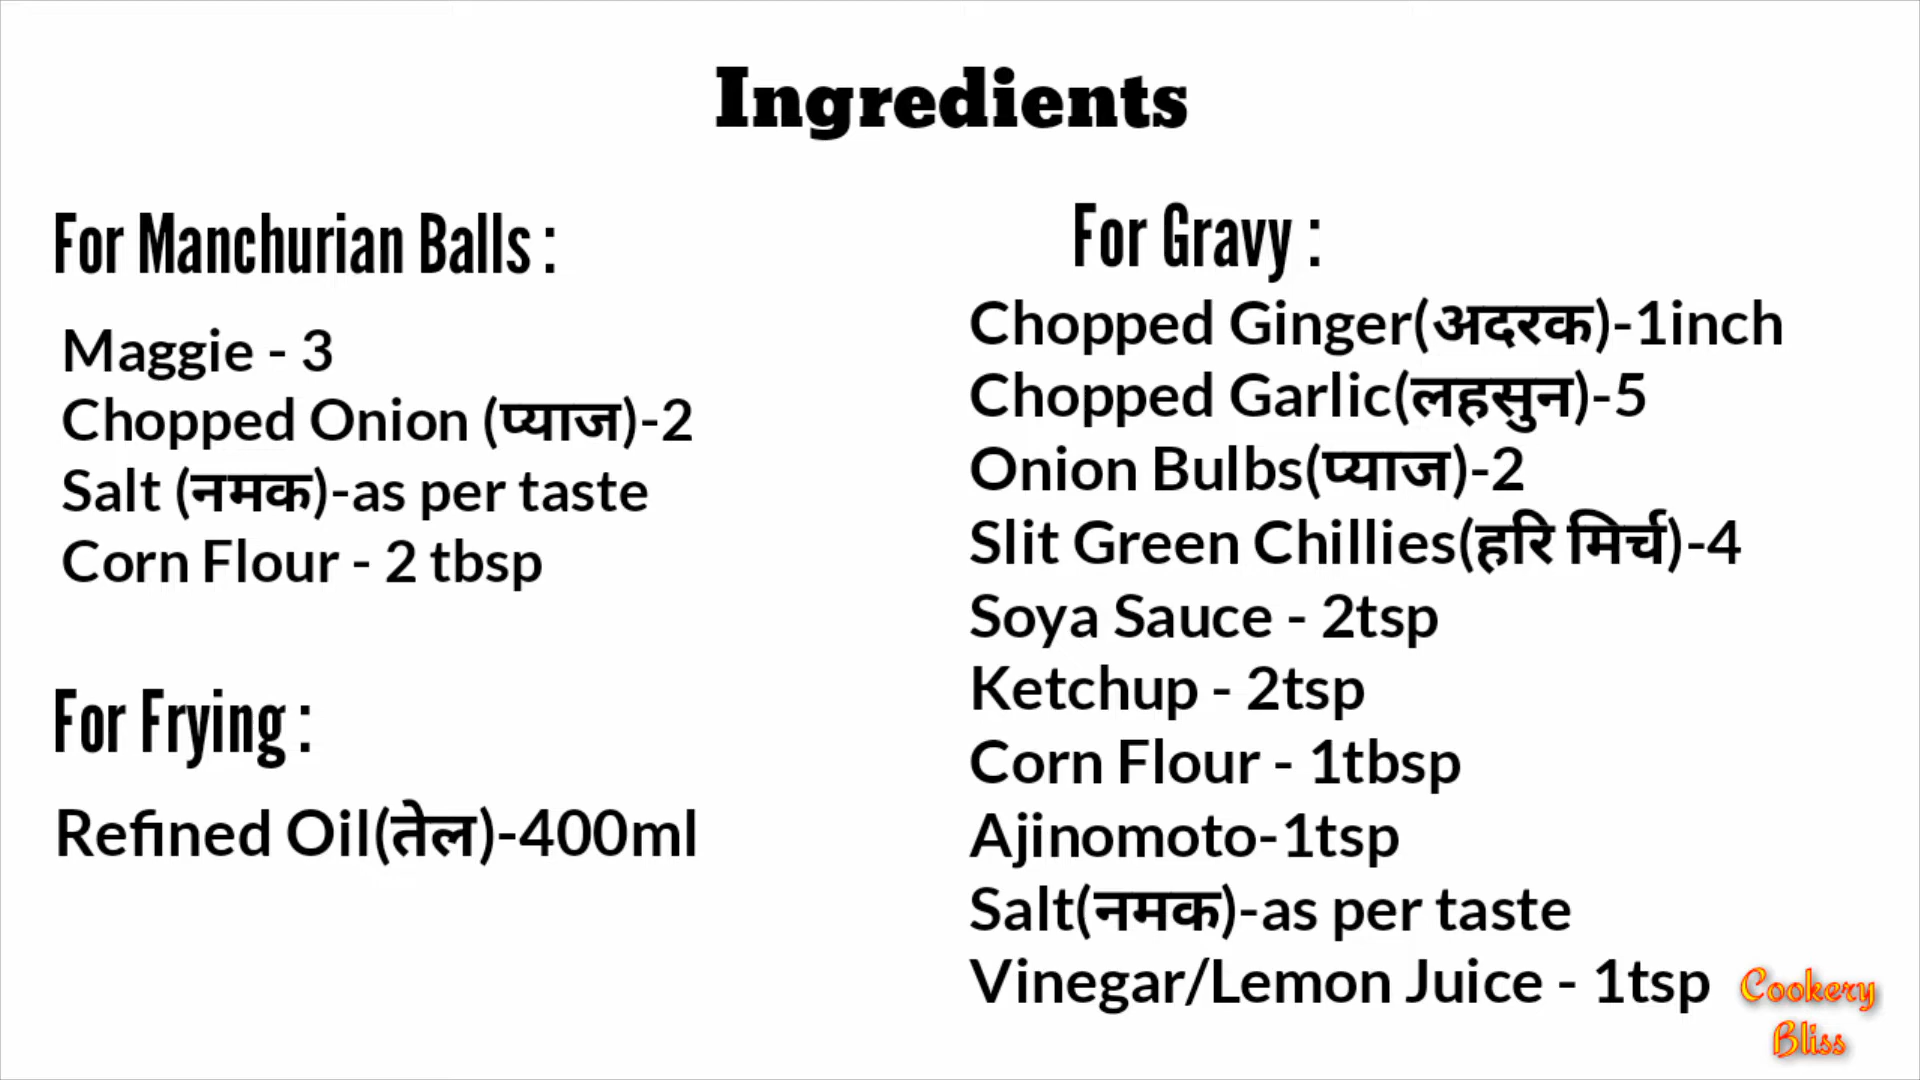 Ingredients
For Manchurian Balls :
Maggie - 3
Chopped Onion (प्याज)-2
Salt (नमक)-as per taste
Corn Flour - 2 tbsp
For Frying :
Refined Oil(तेल)-400ml
For Gravy :
Chopped Ginger(अदरक)-1inch
Chopped Garlic(लहसुन)-5
Onion Bulbs(प्याज)-2
Slit Green Chillies(हरि मिर्च)-4
Soya Sauce - 2tsp
Ketchup - 2tsp
Corn Flour - 1tbsp
Ajinomoto-1tsp
Salt(नमक)-as per taste
Vinegar/Lemon Juice - 1tsp
Cookery
Bliss